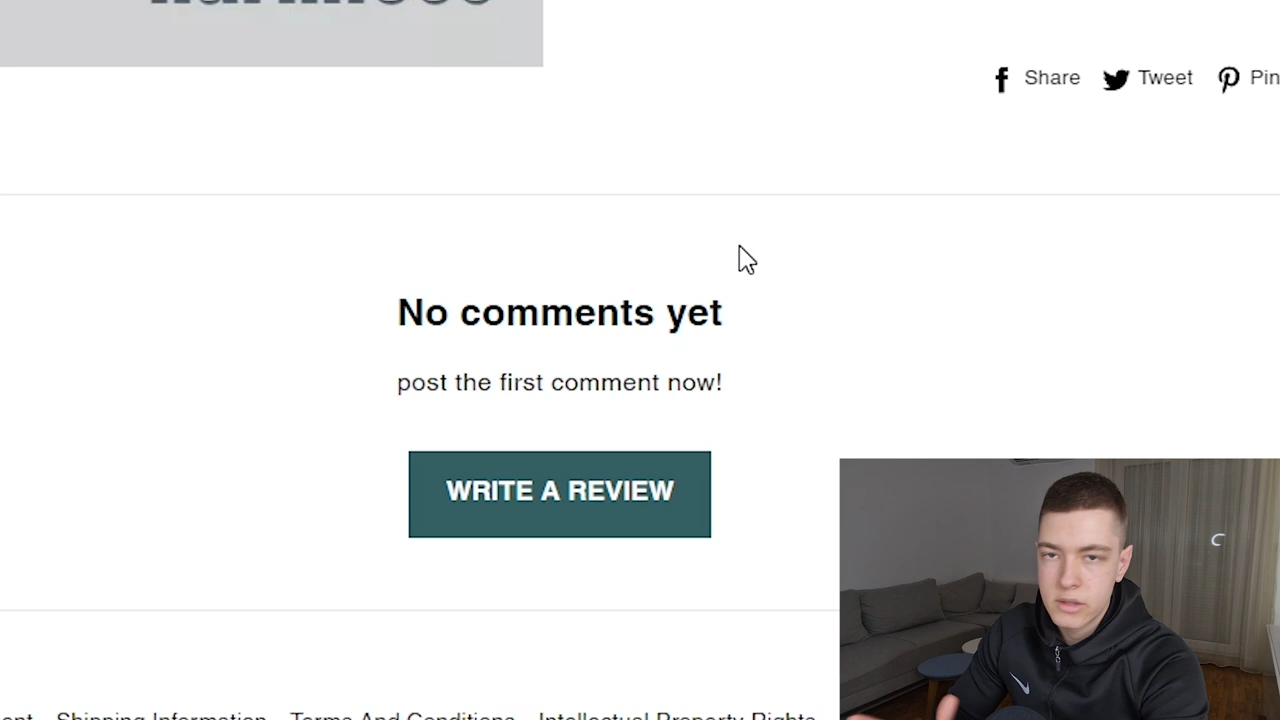 Share Tweet Pin
No comments yet
post the first comment now!
WRITE A REVIEW
Shipping Information Terms And Conditions Intellectual Property Rights